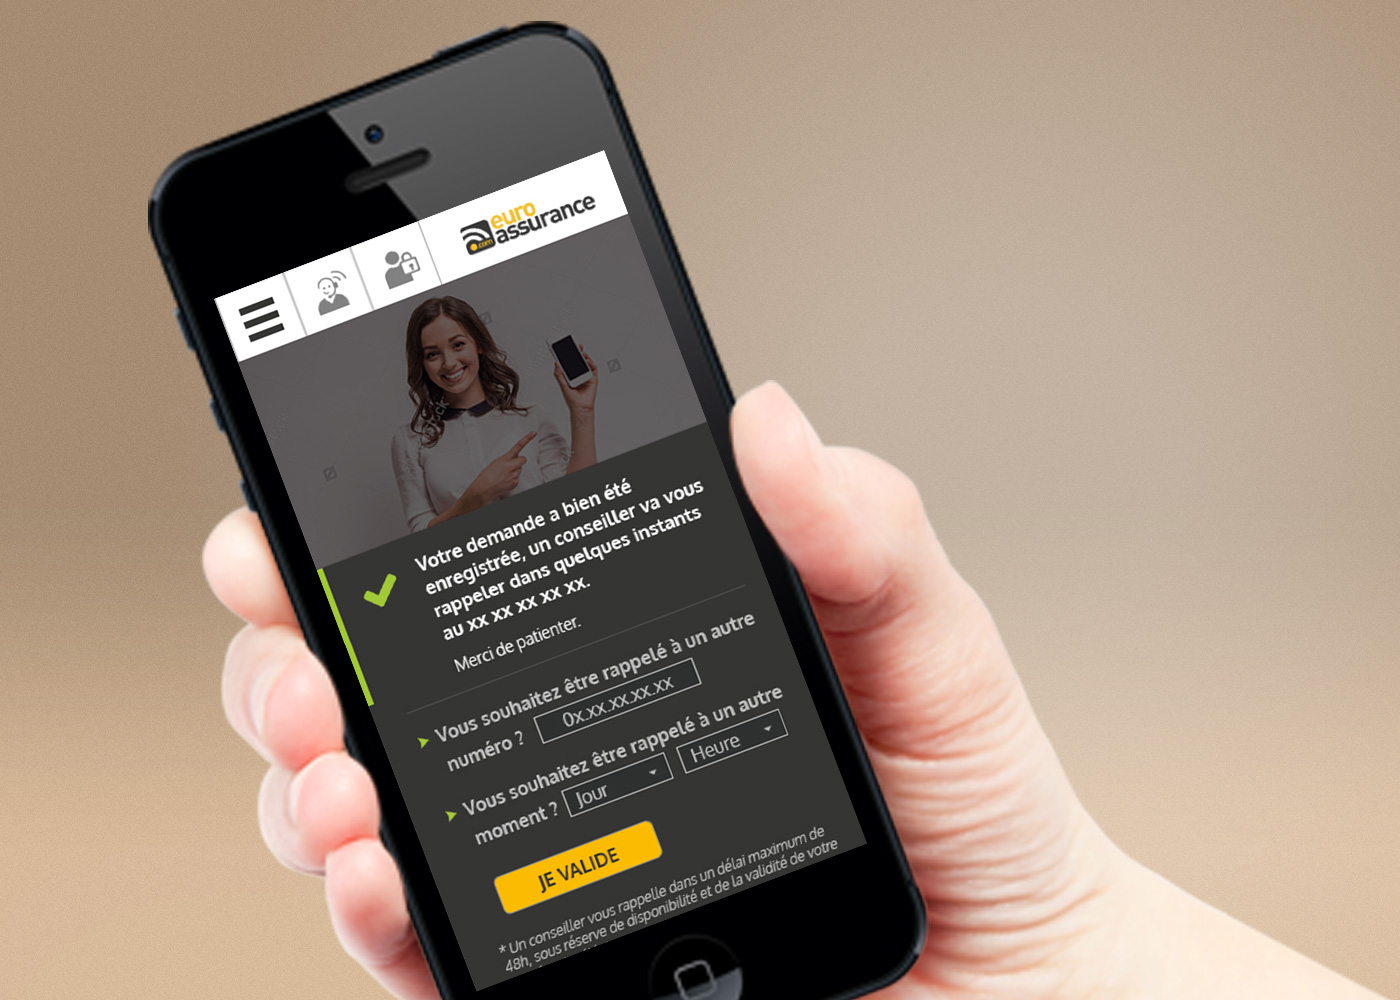 euro
assurance
.com
Votre demande a bien été
enregistrée, un conseiller va vous
rappeler dans quelques instants
au xx xx xx xx xx.
Merci de patienter.
Vous souhaitez être rappelé à un autre
numéro ? 0x.xx.xx.xx.xx
Vous souhaitez être rappelé à un autre
moment ? Jour Heure
JE VALIDE
* Un conseiller vous rappelle dans un délai maximum de
48h, sous réserve de disponibilité et de la validité de votre